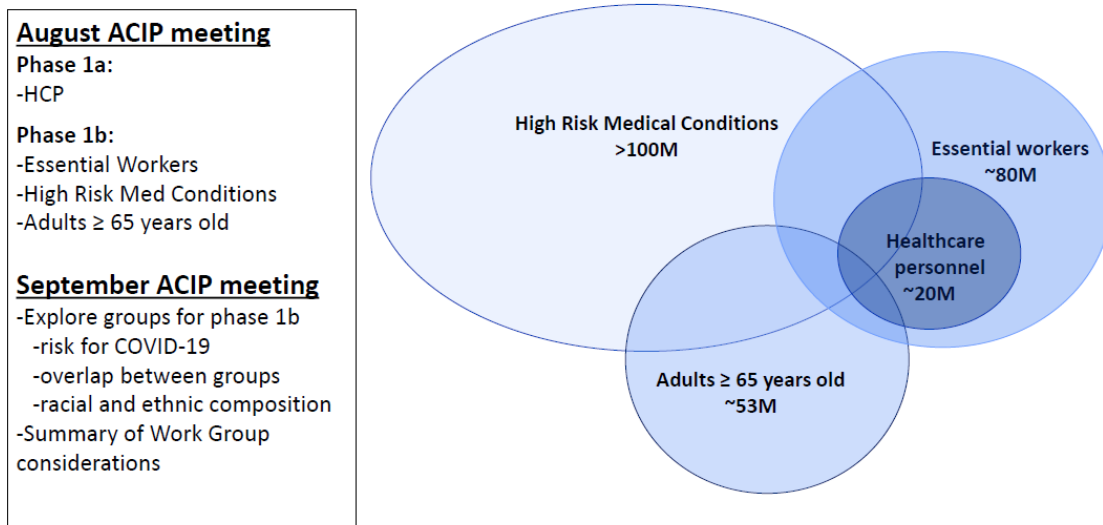 August ACIP meeting
Phase 1a:
-HCP
Phase 1b:
-Essential Workers
-High Risk Med Conditions
-Adults ≥ 65 years old
September ACIP meeting
-Explore groups for phase 1b
-risk for COVID-19
-overlap between groups
-racial and ethnic composition
-Summary of Work Group
considerations
High Risk Medical Conditions
>100M
Essential workers
~80M
Healthcare
personnel
~20M
Adults ≥ 65 years old
~53M